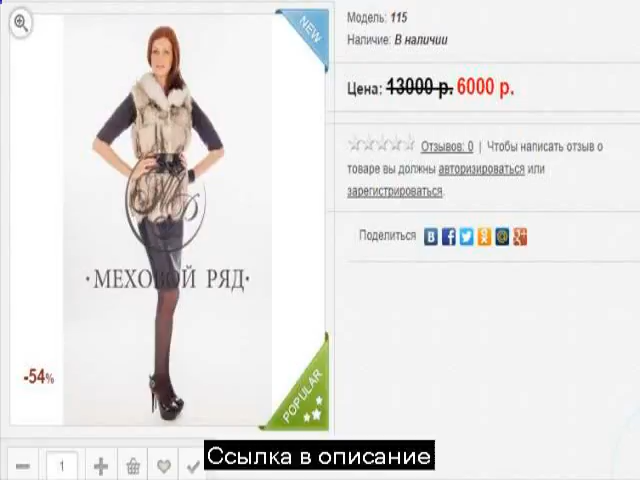 NEW
Модель: 115
Наличие: В наличии
Цена: 13000 р. 6000 р.
Отзывов: 0 | Чтобы написать отзыв о
товаре вы должны авторизироваться или
зарегистрироваться.
Поделиться
·МЕХОВОЙ РЯД·
-54%
POPULAR
1
Ссылка в описание